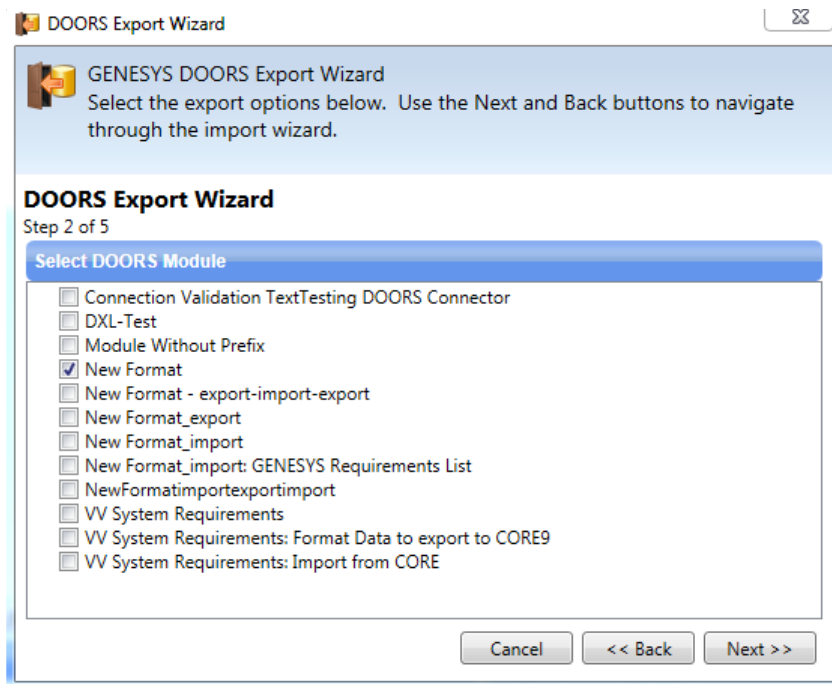 DOORS Export Wizard
GENESYS DOORS Export Wizard
Select the export options below. Use the Next and Back buttons to navigate
through the import wizard.
DOORS Export Wizard
Step 2 of 5
Select DOORS Module
Connection Validation TextTesting DOORS Connector
DXL-Test
Module Without Prefix
New Format
New Format - export-import-export
New Format_export
New Format_import
New Format_import: GENESYS Requirements List
NewFormatimportexportimport
VV System Requirements
VV System Requirements: Format Data to export to CORE9
VV System Requirements: Import from CORE
Cancel << Back Next >>